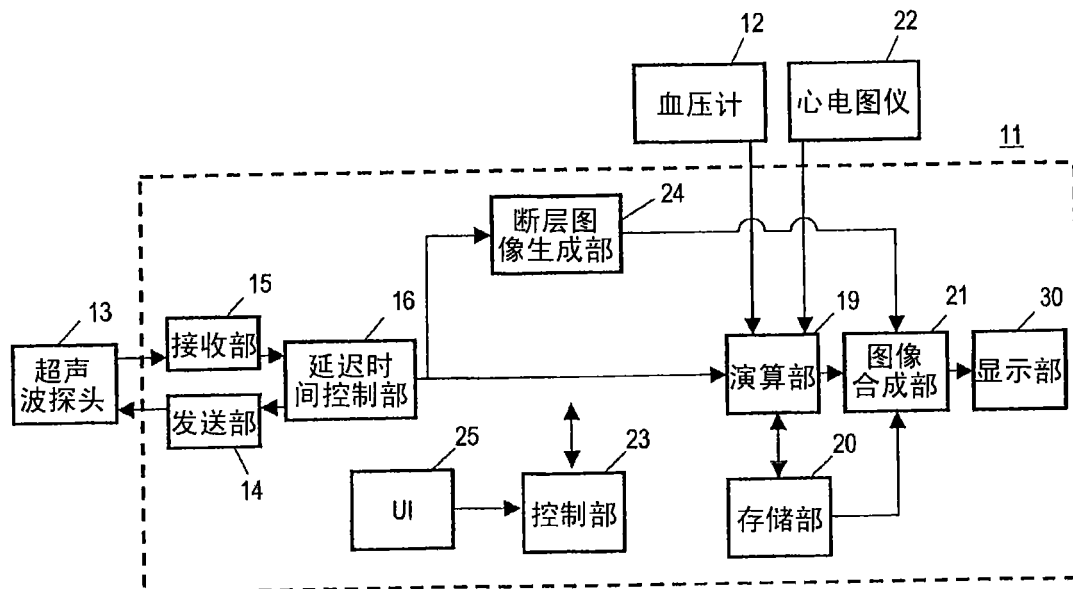 12
22
血压计
心电图仪
11
24
断层图
像生成部
13
15
16
19
21
30
超声
波探头
接收部
延迟时
间控制部
演算部
图像
合成部
显示部
发送部
14
25
23
20
UI
控制部
存储部